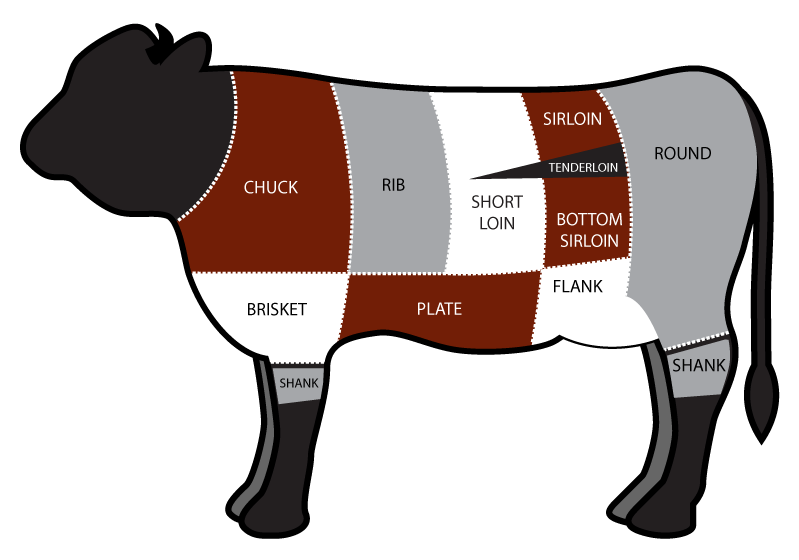 SIRLOIN
ROUND
TENDERLOIN
CHUCK
RIB
SHORT
LOIN
BOTTOM
SIRLOIN
FLANK
BRISKET
PLATE
SHANK
SHANK